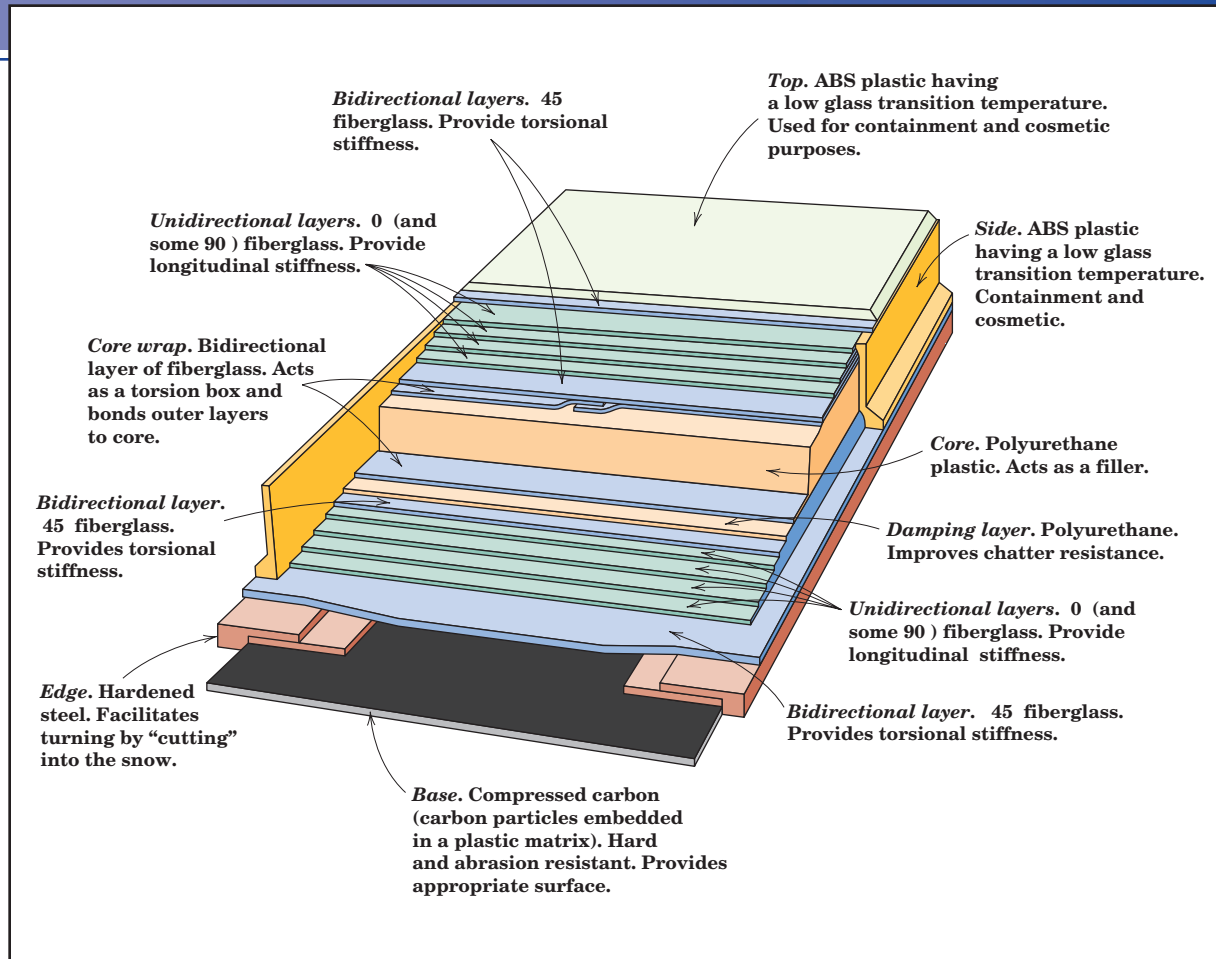 Top. ABS plastic having
a low glass transition temperature.
Used for containment and cosmetic
purposes.
Bidirectional layers. 45
fiberglass. Provide torsional
stiffness.
Unidirectional layers. 0 (and
some 90 ) fiberglass. Provide
longitudinal stiffness.
Side. ABS plastic
having a low glass
transition temperature.
Containment and
cosmetic.
Core wrap. Bidirectional
layer of fiberglass. Acts
as a torsion box and
bonds outer layers
to core.
Core. Polyurethane
plastic. Acts as a filler.
Bidirectional layer.
45 fiberglass.
Provides torsional
stiffness.
Damping layer. Polyurethane.
Improves chatter resistance.
Unidirectional layers. 0 (and
some 90 ) fiberglass. Provide
longitudinal stiffness.
Edge. Hardened
steel. Facilitates
turning by “cutting”
into the snow.
Bidirectional layer. 45 fiberglass.
Provides torsional stiffness.
Base. Compressed carbon
(carbon particles embedded
in a plastic matrix). Hard
and abrasion resistant. Provides
appropriate surface.